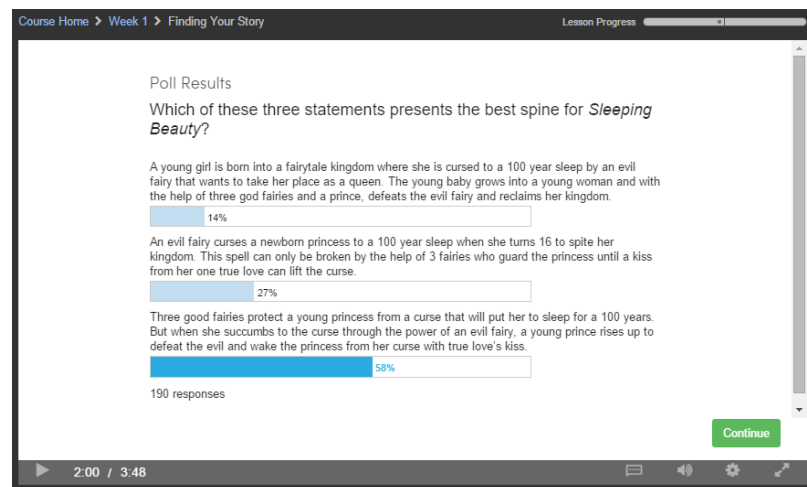 Course Home > Week 1 > Finding Your Story
Lesson Progress
Poll Results
Which of these three statements presents the best spine for Sleeping
Beauty?
A young girl is born into a fairytale kingdom where she is cursed to a 100 year sleep by an evil
fairy that wants to take her place as a queen. The young baby grows into a young woman and with
the help of three god fairies and a prince, defeats the evil fairy and reclaims her kingdom.
14%
An evil fairy curses a newborn princess to a 100 year sleep when she turns 16 to spite her
kingdom. This spell can only be broken by the help of 3 fairies who guard the princess until a kiss
from her one true love can lift the curse.
27%
Three good fairies protect a young princess from a curse that will put her to sleep for a 100 years.
But when she succumbs to the curse through the power of an evil fairy, a young prince rises up to
defeat the evil and wake the princess from her curse with true love's kiss.
58%
190 responses
Continue
2:00 / 3:48